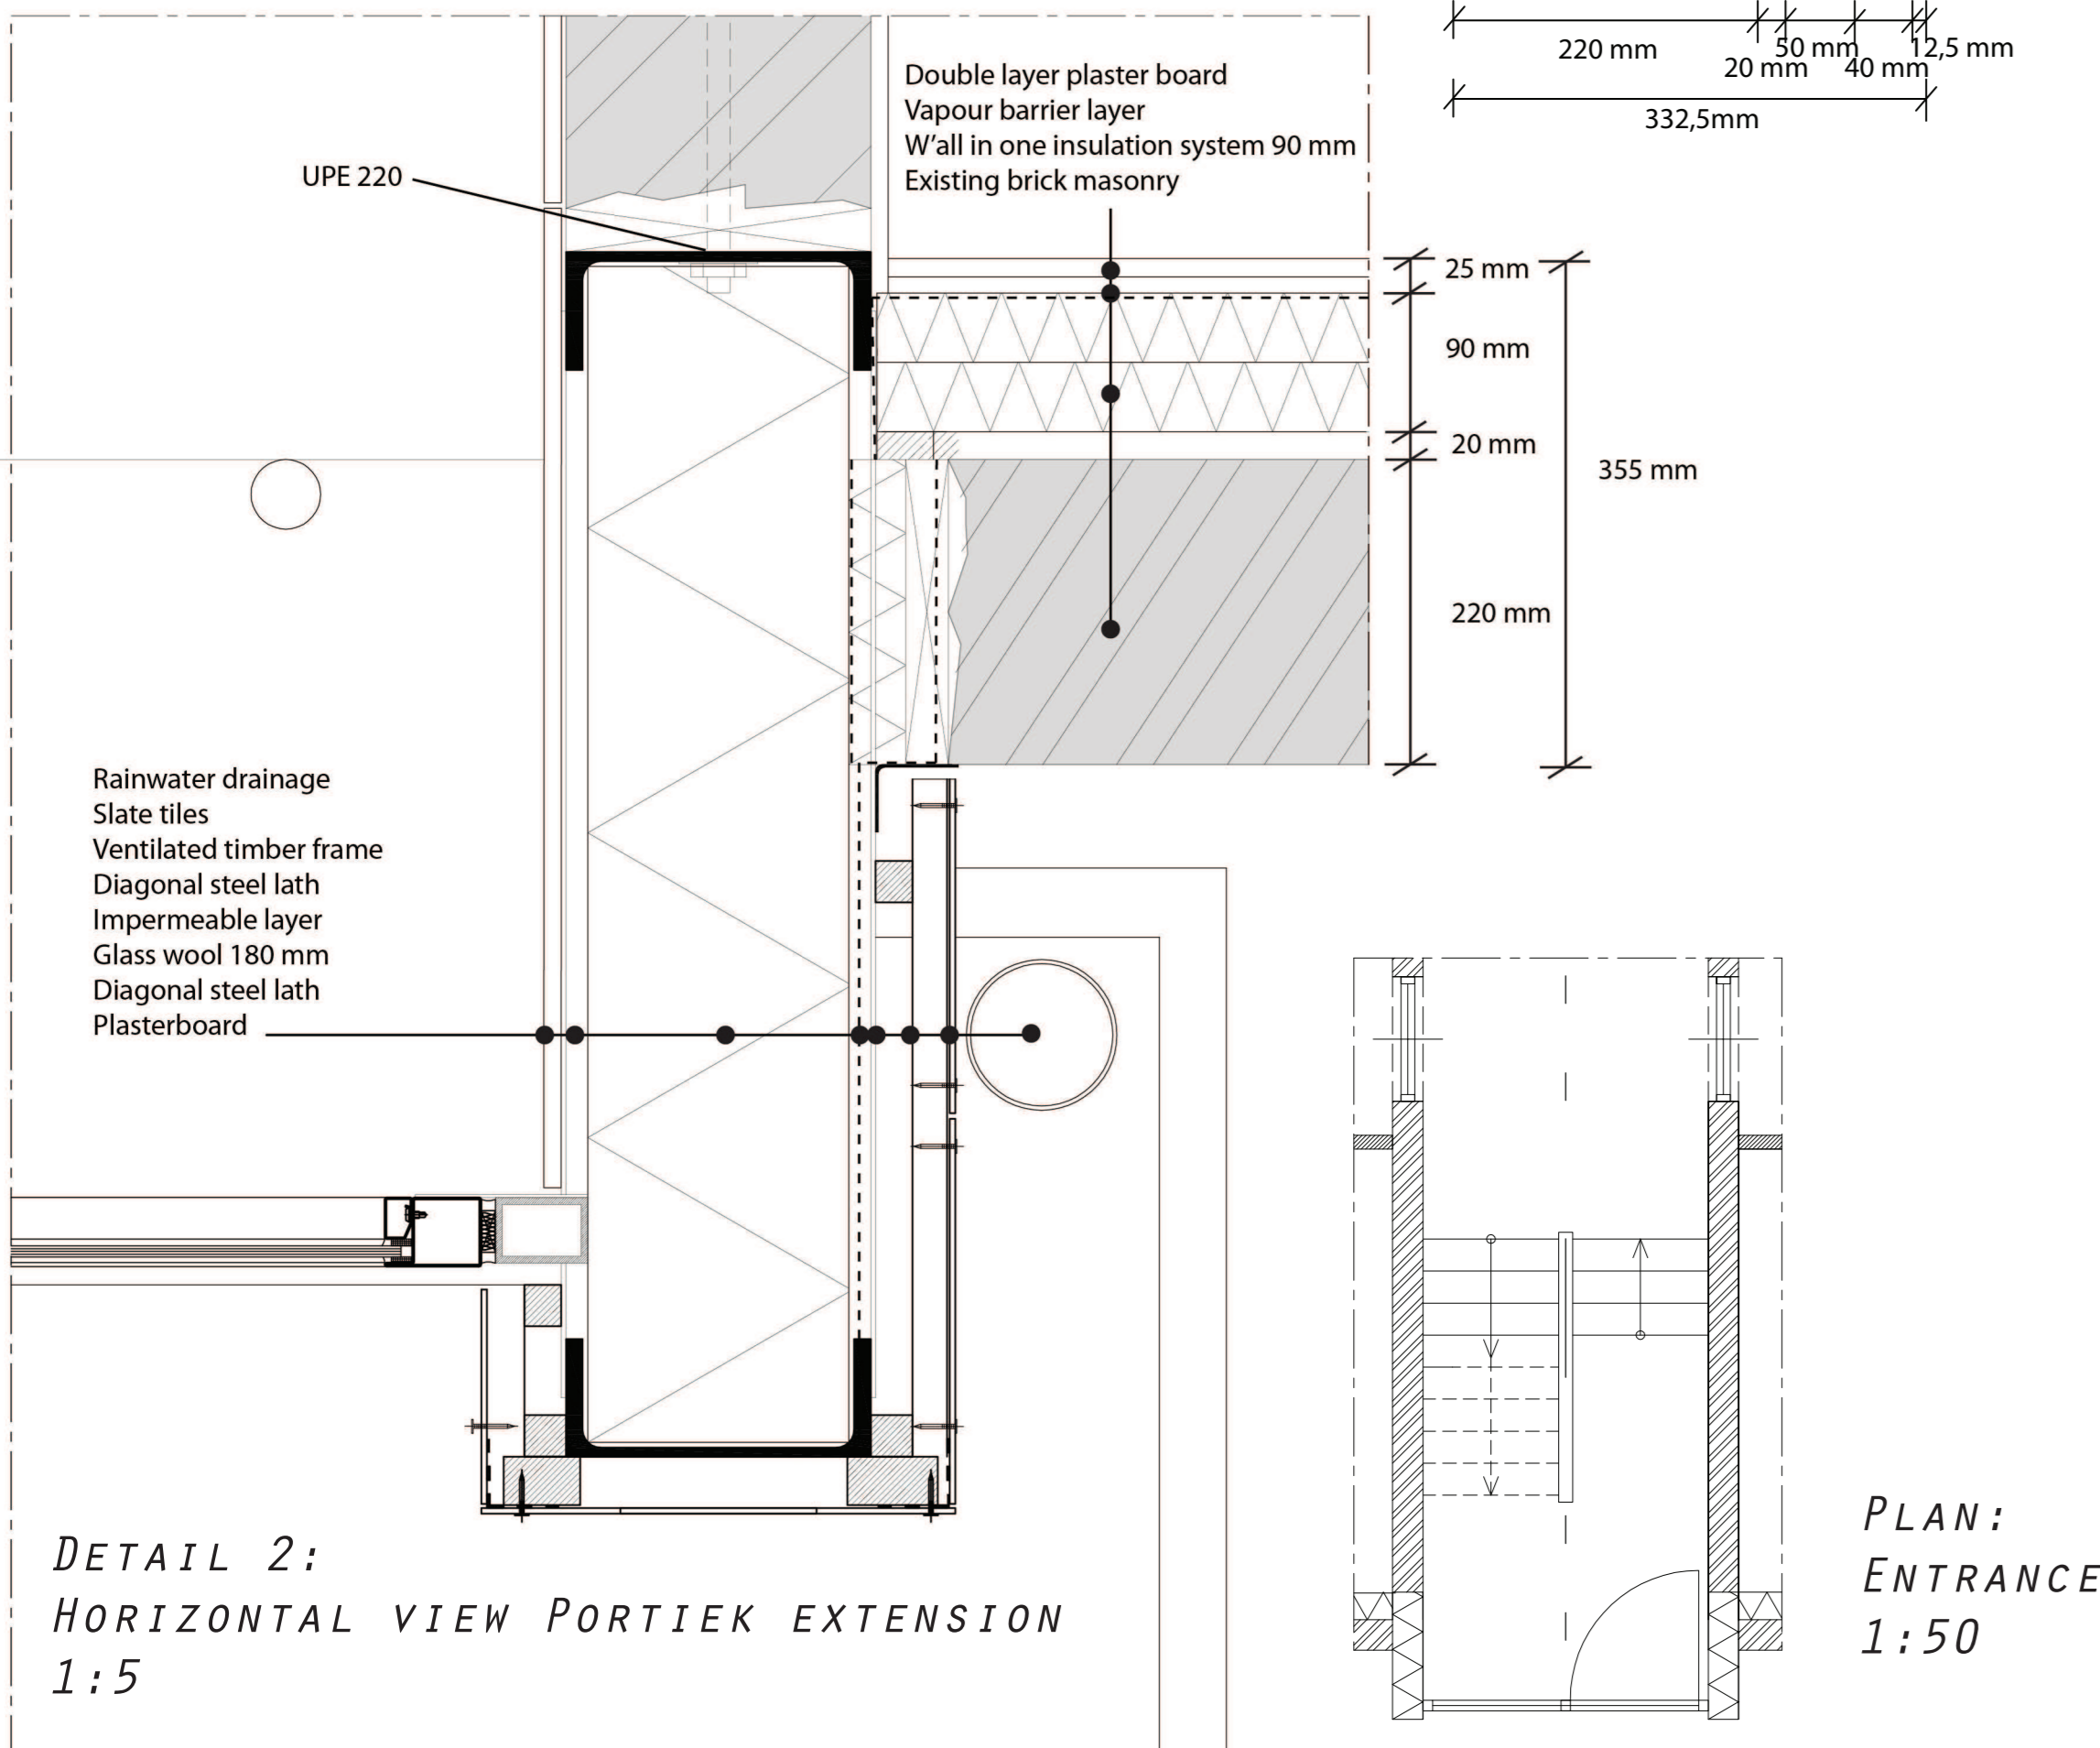 220 mm
50 mm
12,5 mm
20 mm
40 mm
332,5mm
Double layer plaster board
Vapour barrier layer
W'all in one insulation system 90 mm
Existing brick masonry
UPE 220
25 mm
90 mm
20 mm
355 mm
220 mm
Rainwater drainage
Slate tiles
Ventilated timber frame
Diagonal steel lath
Impermeable layer
Glass wool 180 mm
Diagonal steel lath
Plasterboard
DETAIL 2:
HORIZONTAL VIEW PORTIEK EXTENSION
1:5
PLAN:
ENTRANCE
1:50